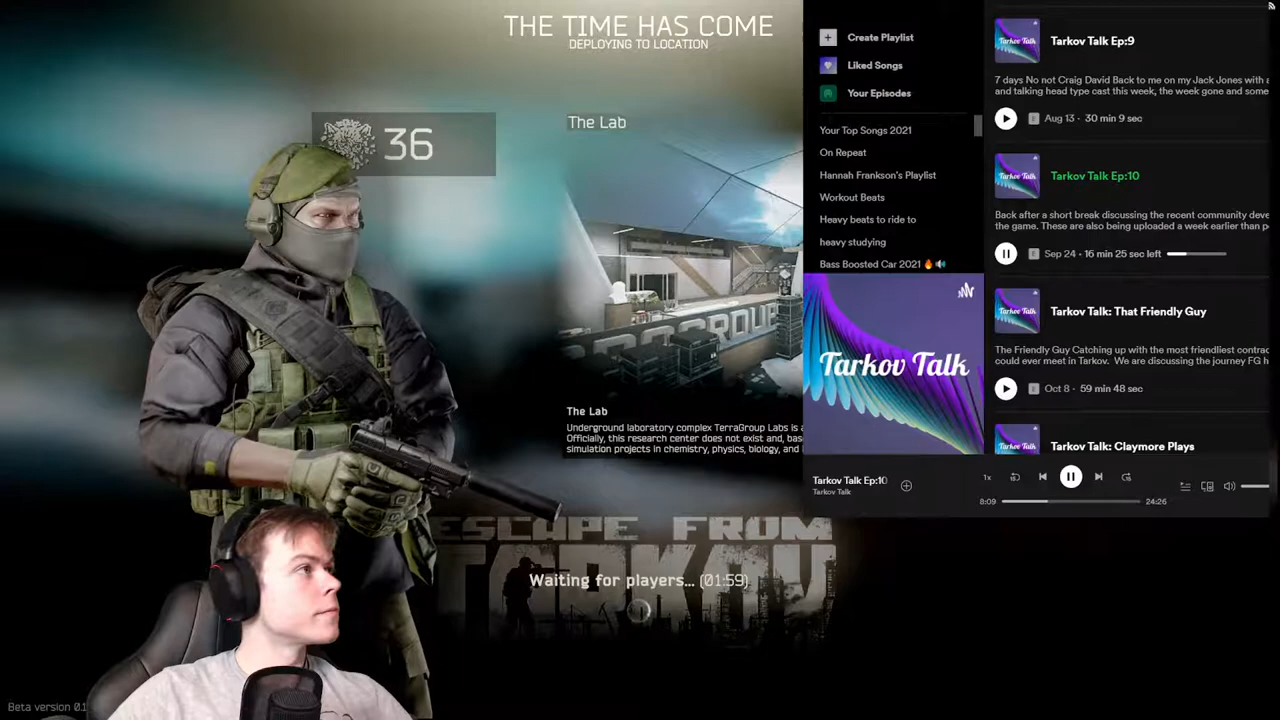 THE TIME HAS COME
DEPLOYING TO LOCATION
36
The Lab
The Lab
Underground laboratory complex TerraGroup Labs is a
Officially, this research center does not exist and, bas
simulation projects in chemistry, physics, biology, and
ESCAPE FROM
TARKOV
Waiting for players... (01:59)
Beta version 0.1
Create Playlist
Liked Songs
Your Episodes
Your Top Songs 2021
On Repeat
Hannah Frankson's Playlist
Workout Beats
Heavy beats to ride to
heavy studying
Bass Boosted Car 2021 🔥🔊
Tarkov Talk
Tarkov Talk
Tarkov Talk Ep:9
7 days No not Craig David Back to me on my Jack Jones with a
and talking head type cast this week, the week gone and some
E Aug 13 · 30 min 9 sec
Tarkov Talk
Tarkov Talk Ep:10
Back after a short break discussing the recent community deve
the game. These are also being uploaded a week earlier than p
E Sep 24 · 16 min 25 sec left
Tarkov Talk
Tarkov Talk: That Friendly Guy
The Friendly Guy Catching up with the most friendliest contrac
could ever meet in Tarkov. We are discussing the journey FG h
E Oct 8 · 59 min 48 sec
Tarkov Talk
Tarkov Talk: Claymore Plays
Tarkov Talk Ep:10
Tarkov Talk
1x
8:09
24:26